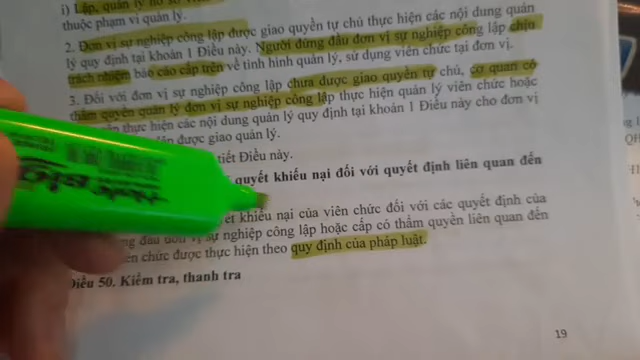 i) Lập, quản lý hồ sơ
thuộc phạm vi quản lý.
2. Đơn vị sự nghiệp công lập được giao quyền tự chủ thực hiện các nội dung quản
lý quy định tại khoản 1 Điều này. Người đứng đầu đơn vị sự nghiệp công lập chịu
trách nhiệm báo cáo cấp trên về tình hình quản lý, sử dụng viên chức tại đơn vị.
3. Đối với đơn vị sự nghiệp công lập chưa được giao quyền tự chủ, cơ quan có
thẩm quyền quản lý đơn vị sự nghiệp công lập thực hiện quản lý viên chức hoặc
thực hiện các nội dung quản lý quy định tại khoản 1 Điều này cho đơn vị
được giao quản lý.
tiết Điều này.
quyết khiếu nại đối với quyết định liên quan đến
khiếu nại của viên chức đối với các quyết định của
đầu đơn vị sự nghiệp công lập hoặc cấp có thẩm quyền liên quan đến
chức được thực hiện theo quy định của pháp luật.
Điều 50. Kiểm tra, thanh tra
19
QH